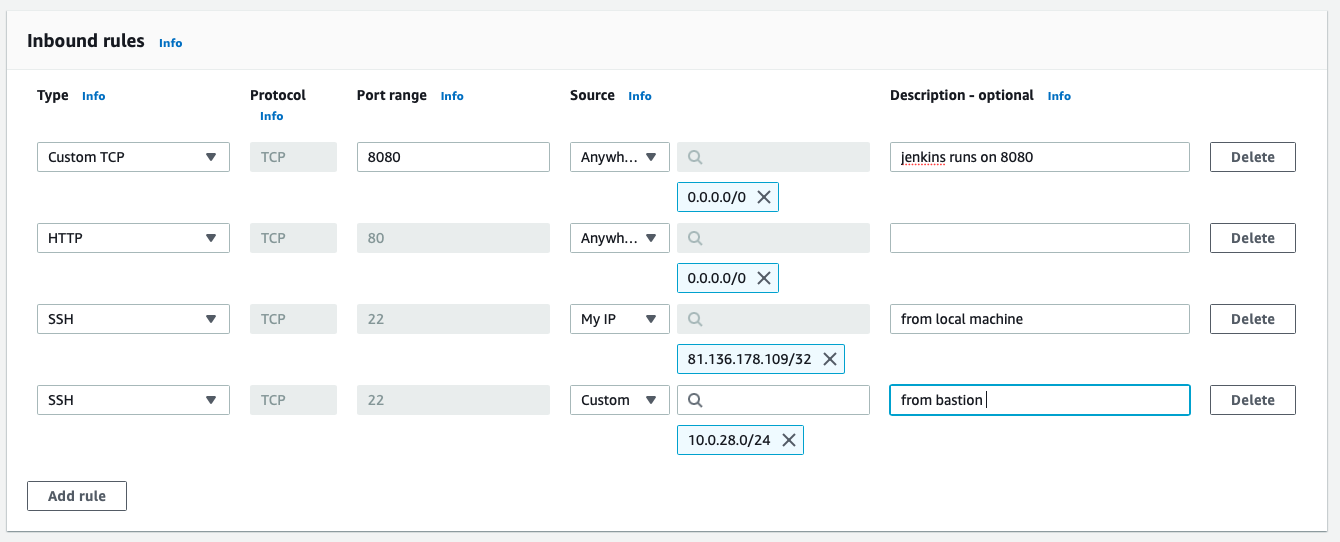 Inbound rules Info
Type Info Protocol Port range Info Source Info Description - optional Info
Info
Custom TCP TCP 8080 Anywh... jenkins runs on 8080 Delete
0.0.0.0/0
HTTP TCP 80 Anywh... Delete
0.0.0.0/0
SSH TCP 22 My IP from local machine Delete
81.136.178.109/32
SSH TCP 22 Custom from bastion Delete
10.0.28.0/24
Add rule